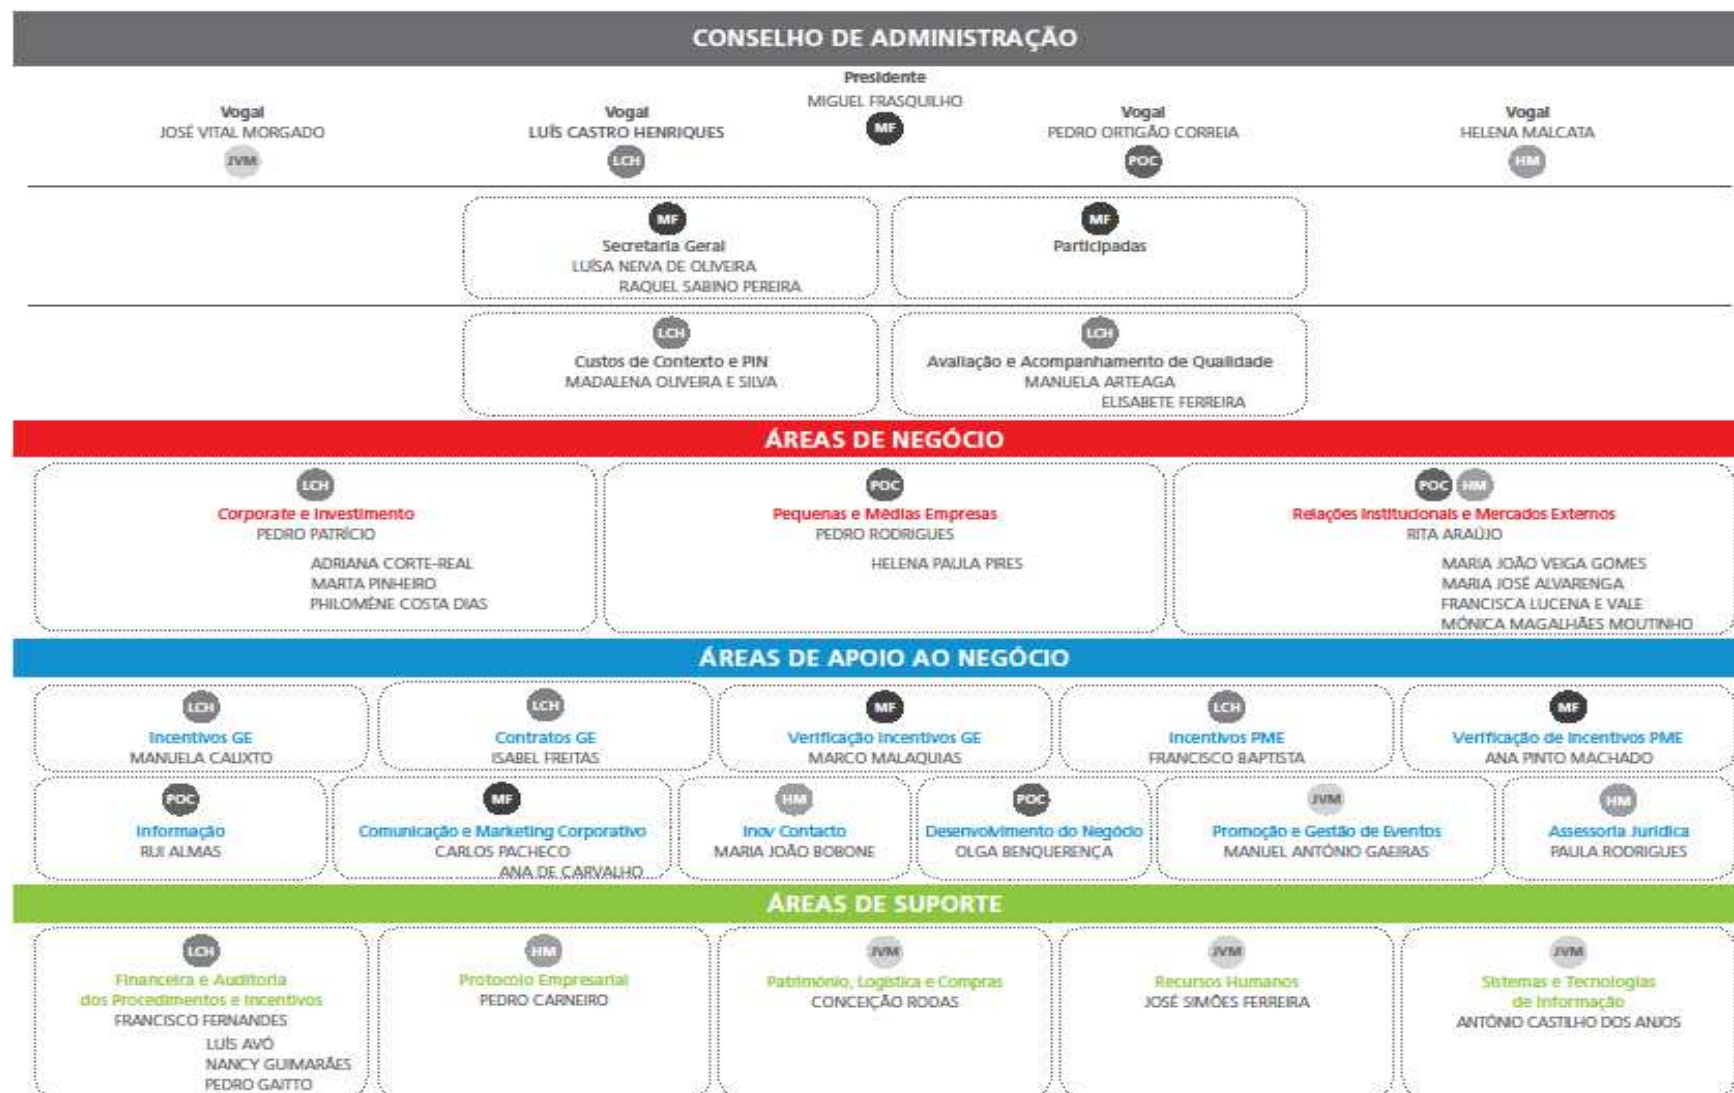 CONSELHO DE ADMINISTRAÇÃO
Presidente
MIGUEL FRASQUILHO
MF
Vogal
JOSÉ VITAL MORGADO
JVM
Vogal
LUÍS CASTRO HENRIQUES
LCH
Vogal
PEDRO ORTIGÃO CORREIA
POC
Vogal
HELENA MALCATA
HM
MF
Secretaria Geral
LUÍSA NEIVA DE OLIVEIRA
RAQUEL SABINO PEREIRA
MF
Participadas
LCH
Custos de Contexto e PIN
MADALENA OLIVEIRA E SILVA
LCH
Avaliação e Acompanhamento de Qualidade
MANUELA ARTEAGA
ELISABETE FERREIRA
ÁREAS DE NEGÓCIO
LCH
Corporate e Investimento
PEDRO PATRÍCIO
ADRIANA CORTE-REAL
MARTA PINHEIRO
PHILOMÈNE COSTA DIAS
POC
Pequenas e Médias Empresas
PEDRO RODRIGUES
HELENA PAULA PIRES
POC HM
Relações Institucionais e Mercados Externos
RITA ARAÚJO
MARIA JOÃO VEIGA GOMES
MARIA JOSÉ ALVARENGA
FRANCISCA LUCENA E VALE
MÓNICA MAGALHÃES MOUTINHO
ÁREAS DE APOIO AO NEGÓCIO
LCH
Incentivos GE
MANUELA CALIXTO
LCH
Contratos GE
ISABEL FREITAS
MF
Verificação Incentivos GE
MARCO MALAQUIAS
LCH
Incentivos PME
FRANCISCO BAPTISTA
MF
Verificação de Incentivos PME
ANA PINTO MACHADO
POC
Informação
RUI ALMAS
MF
Comunicação e Marketing Corporativo
CARLOS PACHECO
ANA DE CARVALHO
HM
Inov Contacto
MARIA JOÃO BOBONE
POC
Desenvolvimento do Negócio
OLGA BENQUERENÇA
JVM
Promoção e Gestão de Eventos
MANUEL ANTÓNIO GAEIRAS
HM
Assessoria Jurídica
PAULA RODRIGUES
ÁREAS DE SUPORTE
LCH
Financeira e Auditoria
dos Procedimentos e Incentivos
FRANCISCO FERNANDES
LUÍS AVÓ
NANCY GUIMARÃES
PEDRO GAITTO
HM
Protocolo Empresarial
PEDRO CARNEIRO
JVM
Património, Logística e Compras
CONCEIÇÃO RODAS
JVM
Recursos Humanos
JOSÉ SIMÕES FERREIRA
JVM
Sistemas e Tecnologias
de Informação
ANTÓNIO CASTILHO DOS ANJOS